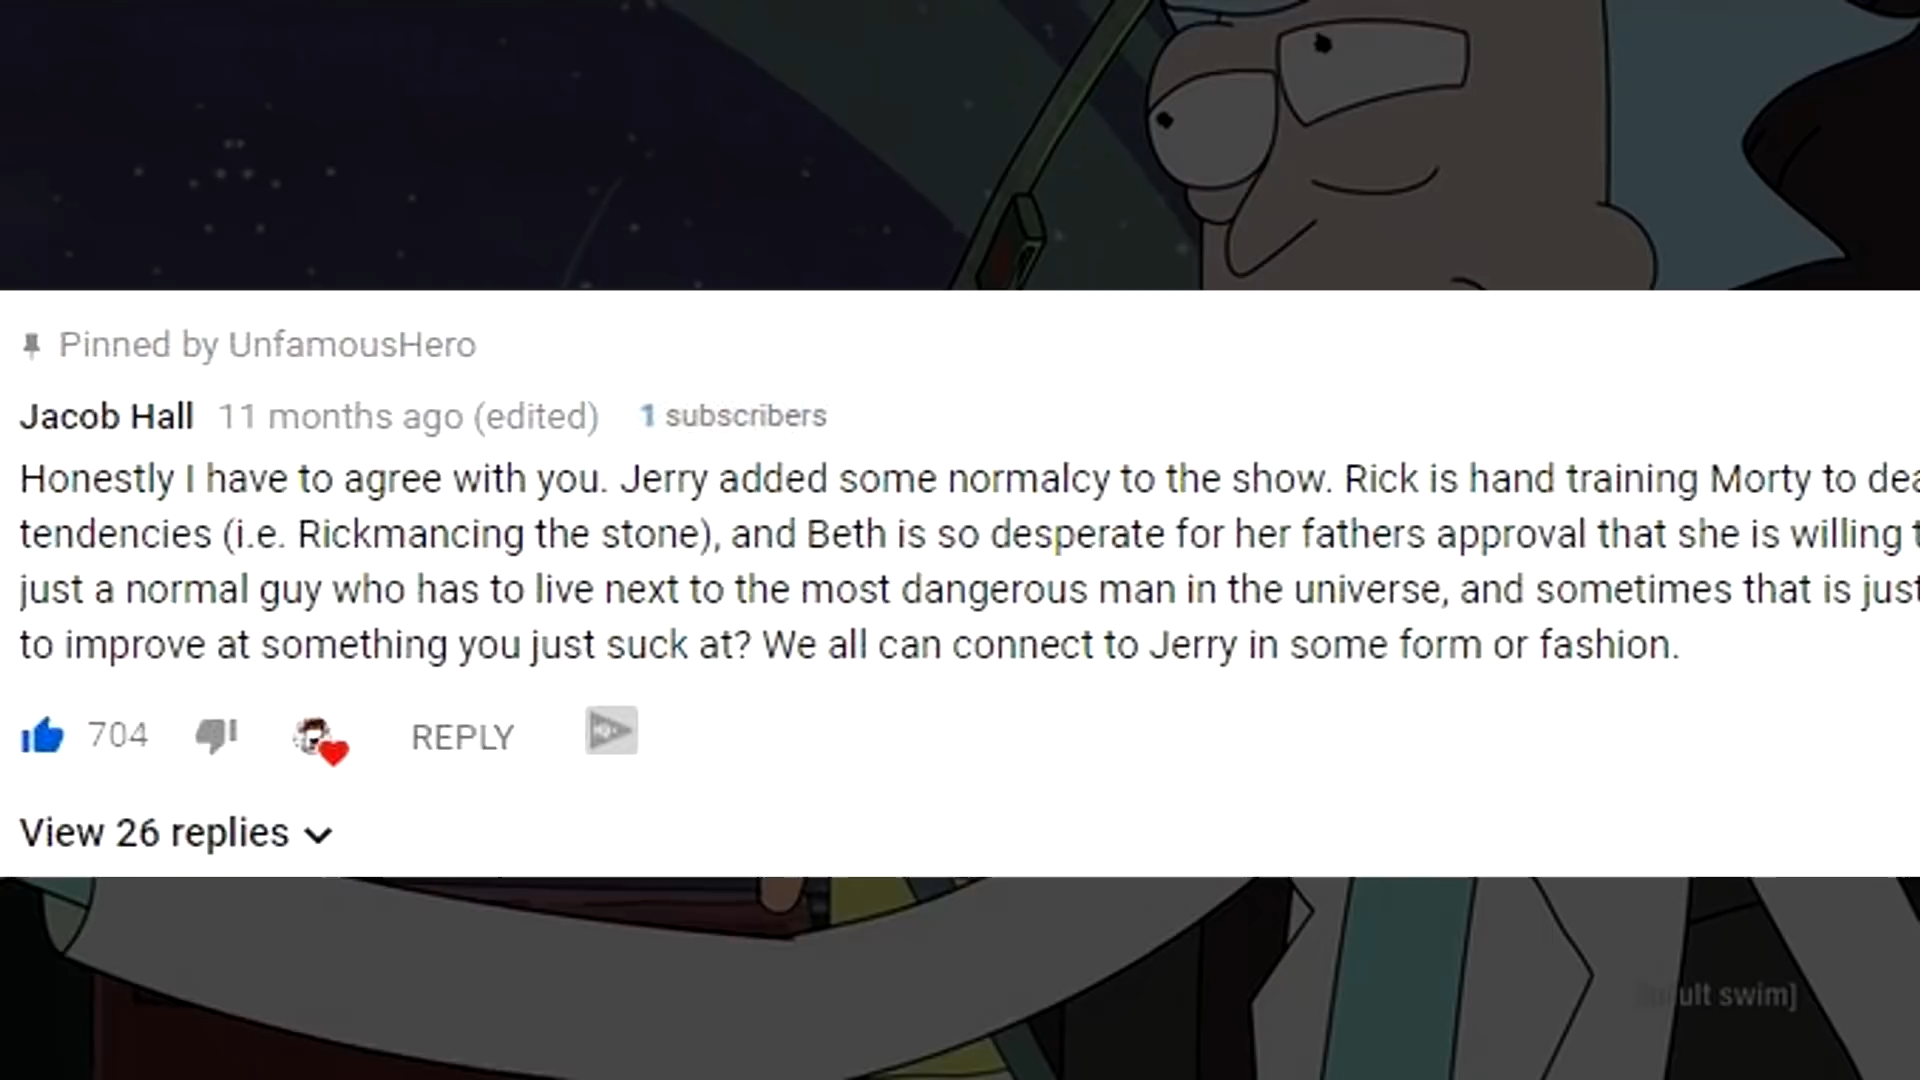 Pinned by UnfamousHero
Jacob Hall 11 months ago (edited) 1 subscribers
Honestly I have to agree with you. Jerry added some normalcy to the show. Rick is hand training Morty to
tendencies (i.e. Rickmancing the stone), and Beth is so desperate for her fathers approval that she is willing
just a normal guy who has to live next to the most dangerous man in the universe, and sometimes that is just
to improve at something you just suck at? We all can connect to Jerry in some form or fashion.
704 REPLY
View 26 replies
swim]